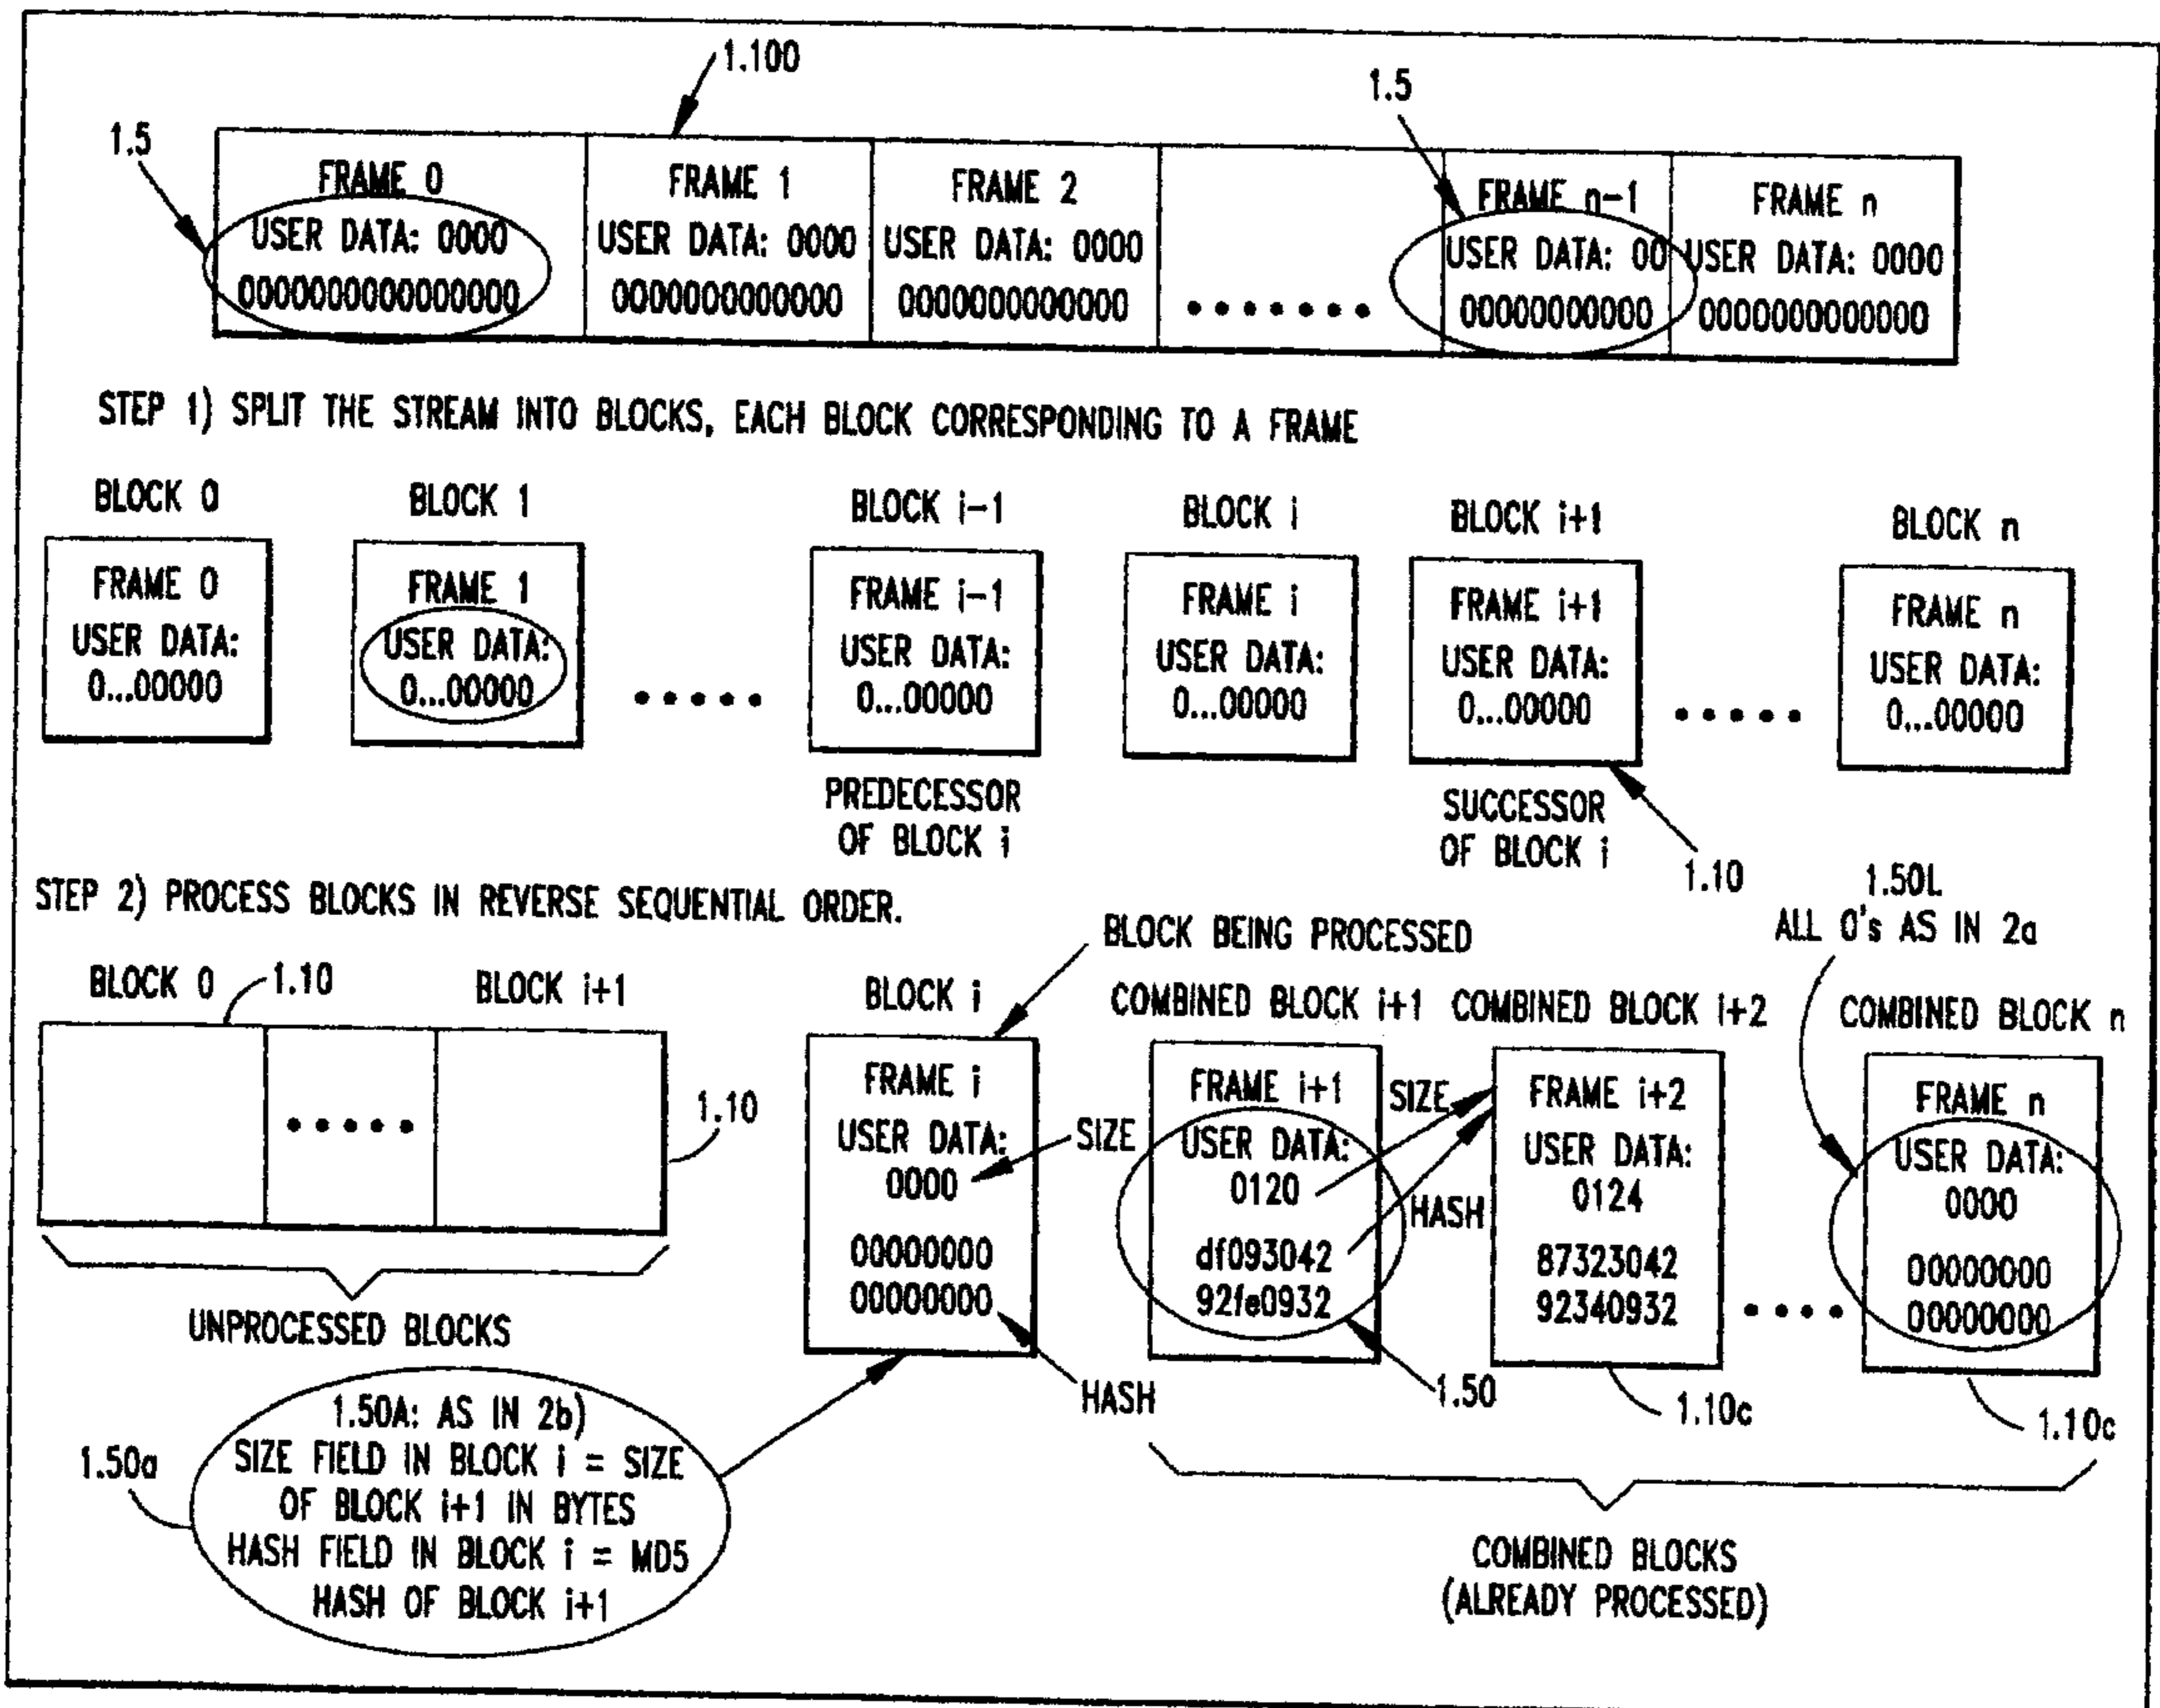 1.100
1.5
1.5
FRAME 0
USER DATA: 0000
0000000000000000
FRAME 1
USER DATA: 0000
0000000000000
FRAME 2
USER DATA: 0000
0000000000000
.......
FRAME n-1
USER DATA: 00
00000000000
FRAME n
USER DATA: 0000
0000000000000
STEP 1) SPLIT THE STREAM INTO BLOCKS, EACH BLOCK CORRESPONDING TO A FRAME
BLOCK 0
FRAME 0
USER DATA:
0...00000
BLOCK 1
FRAME 1
USER DATA:
0...00000
.....
BLOCK i-1
FRAME i-1
USER DATA:
0...00000
PREDECESSOR
OF BLOCK i
BLOCK i
FRAME i
USER DATA:
0...00000
BLOCK i+1
FRAME i+1
USER DATA:
0...00000
SUCCESSOR
OF BLOCK i
1.10
.....
BLOCK n
FRAME n
USER DATA:
0...00000
STEP 2) PROCESS BLOCKS IN REVERSE SEQUENTIAL ORDER.
BLOCK 0
1.10
.....
BLOCK i+1
1.10
UNPROCESSED BLOCKS
BLOCK BEING PROCESSED
BLOCK i
FRAME i
USER DATA:
0000
00000000
00000000
SIZE
HASH
COMBINED BLOCK i+1
FRAME i+1
USER DATA:
0120
df093042
92fe0932
SIZE
HASH
1.50
COMBINED BLOCK i+2
FRAME i+2
USER DATA:
0124
87323042
92340932
1.10c
....
1.50L
ALL 0's AS IN 2a
COMBINED BLOCK n
FRAME n
USER DATA:
0000
00000000
00000000
1.10c
1.50a
1.50A: AS IN 2b)
SIZE FIELD IN BLOCK i = SIZE
OF BLOCK i+1 IN BYTES
HASH FIELD IN BLOCK i = MD5
HASH OF BLOCK i+1
COMBINED BLOCKS
(ALREADY PROCESSED)